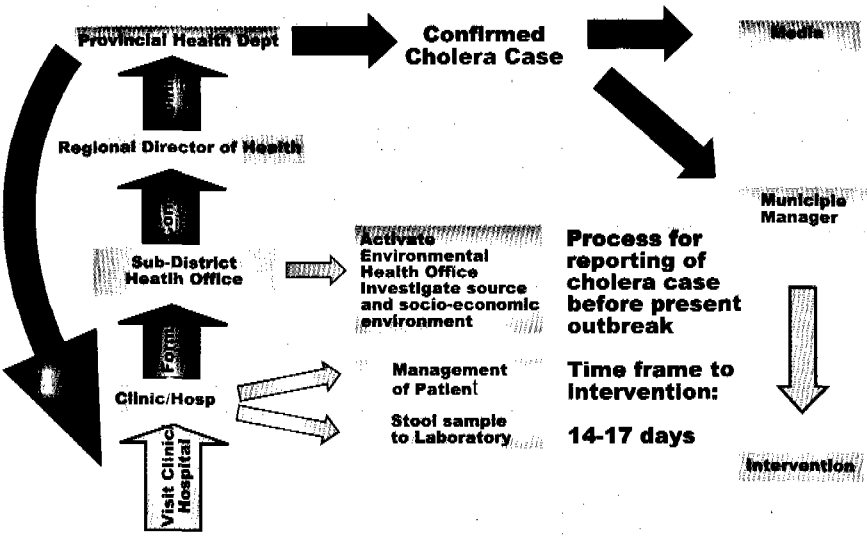 Provincial Health Dept
Confirmed
Cholera Case
Media
Regional Director of Health
Municiple
Manager
Sub-District
Heatlh Office
Activate
Environmental
Health Office
Investigate source
and socio-economic
environment
Process for
reporting of
cholera case
before present
outbreak
Form
Clinic/Hosp
Management
of Patient
Stool sample
to Laboratory
Time frame to
intervention:
14-17 days
Visit Clinic/
Hospital
Intervention